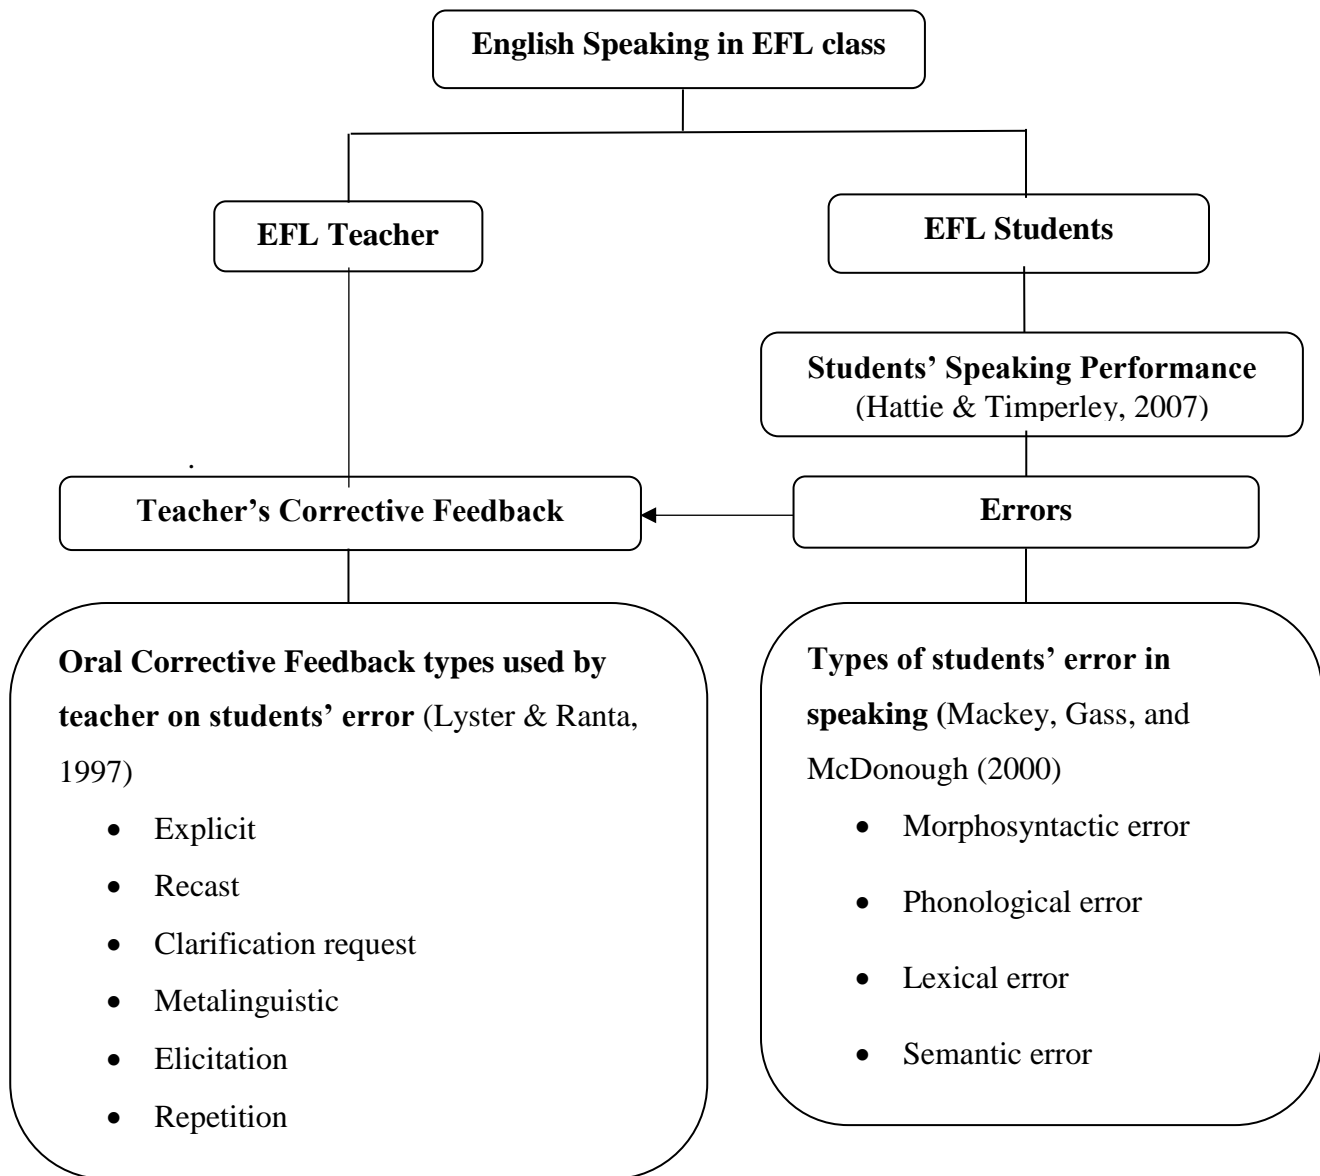 English Speaking in EFL class
EFL Teacher
EFL Students
Students’ Speaking Performance
(Hattie & Timperley, 2007)
.
Teacher’s Corrective Feedback
Errors
Oral Corrective Feedback types used by
teacher on students’ error (Lyster & Ranta,
1997)
• Explicit
• Recast
• Clarification request
• Metalinguistic
• Elicitation
• Repetition
Types of students’ error in
speaking (Mackey, Gass, and
McDonough (2000)
• Morphosyntactic error
• Phonological error
• Lexical error
• Semantic error